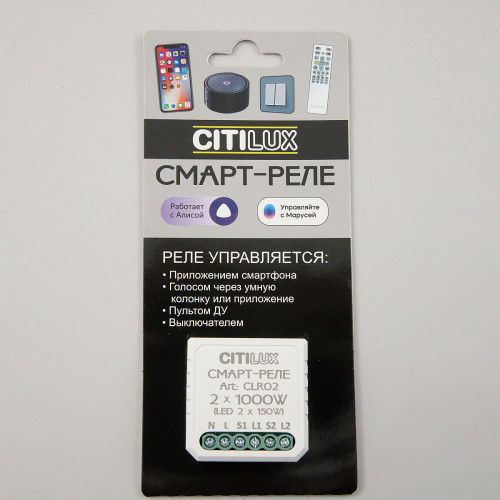 CITILUX
СМАРТ-РЕЛЕ
Работает
с Алисой
Управляйте
с Марусей
РЕЛЕ УПРАВЛЯЕТСЯ:
• Приложением смартфона
• Голосом через умную
колонку или приложение
• Пультом ДУ
• Выключателем
CITILUX
СМАРТ-РЕЛЕ
Art: CLR02
2 x 1000W
(LED 2 x 150W)
N L S1 L1 S2 L2